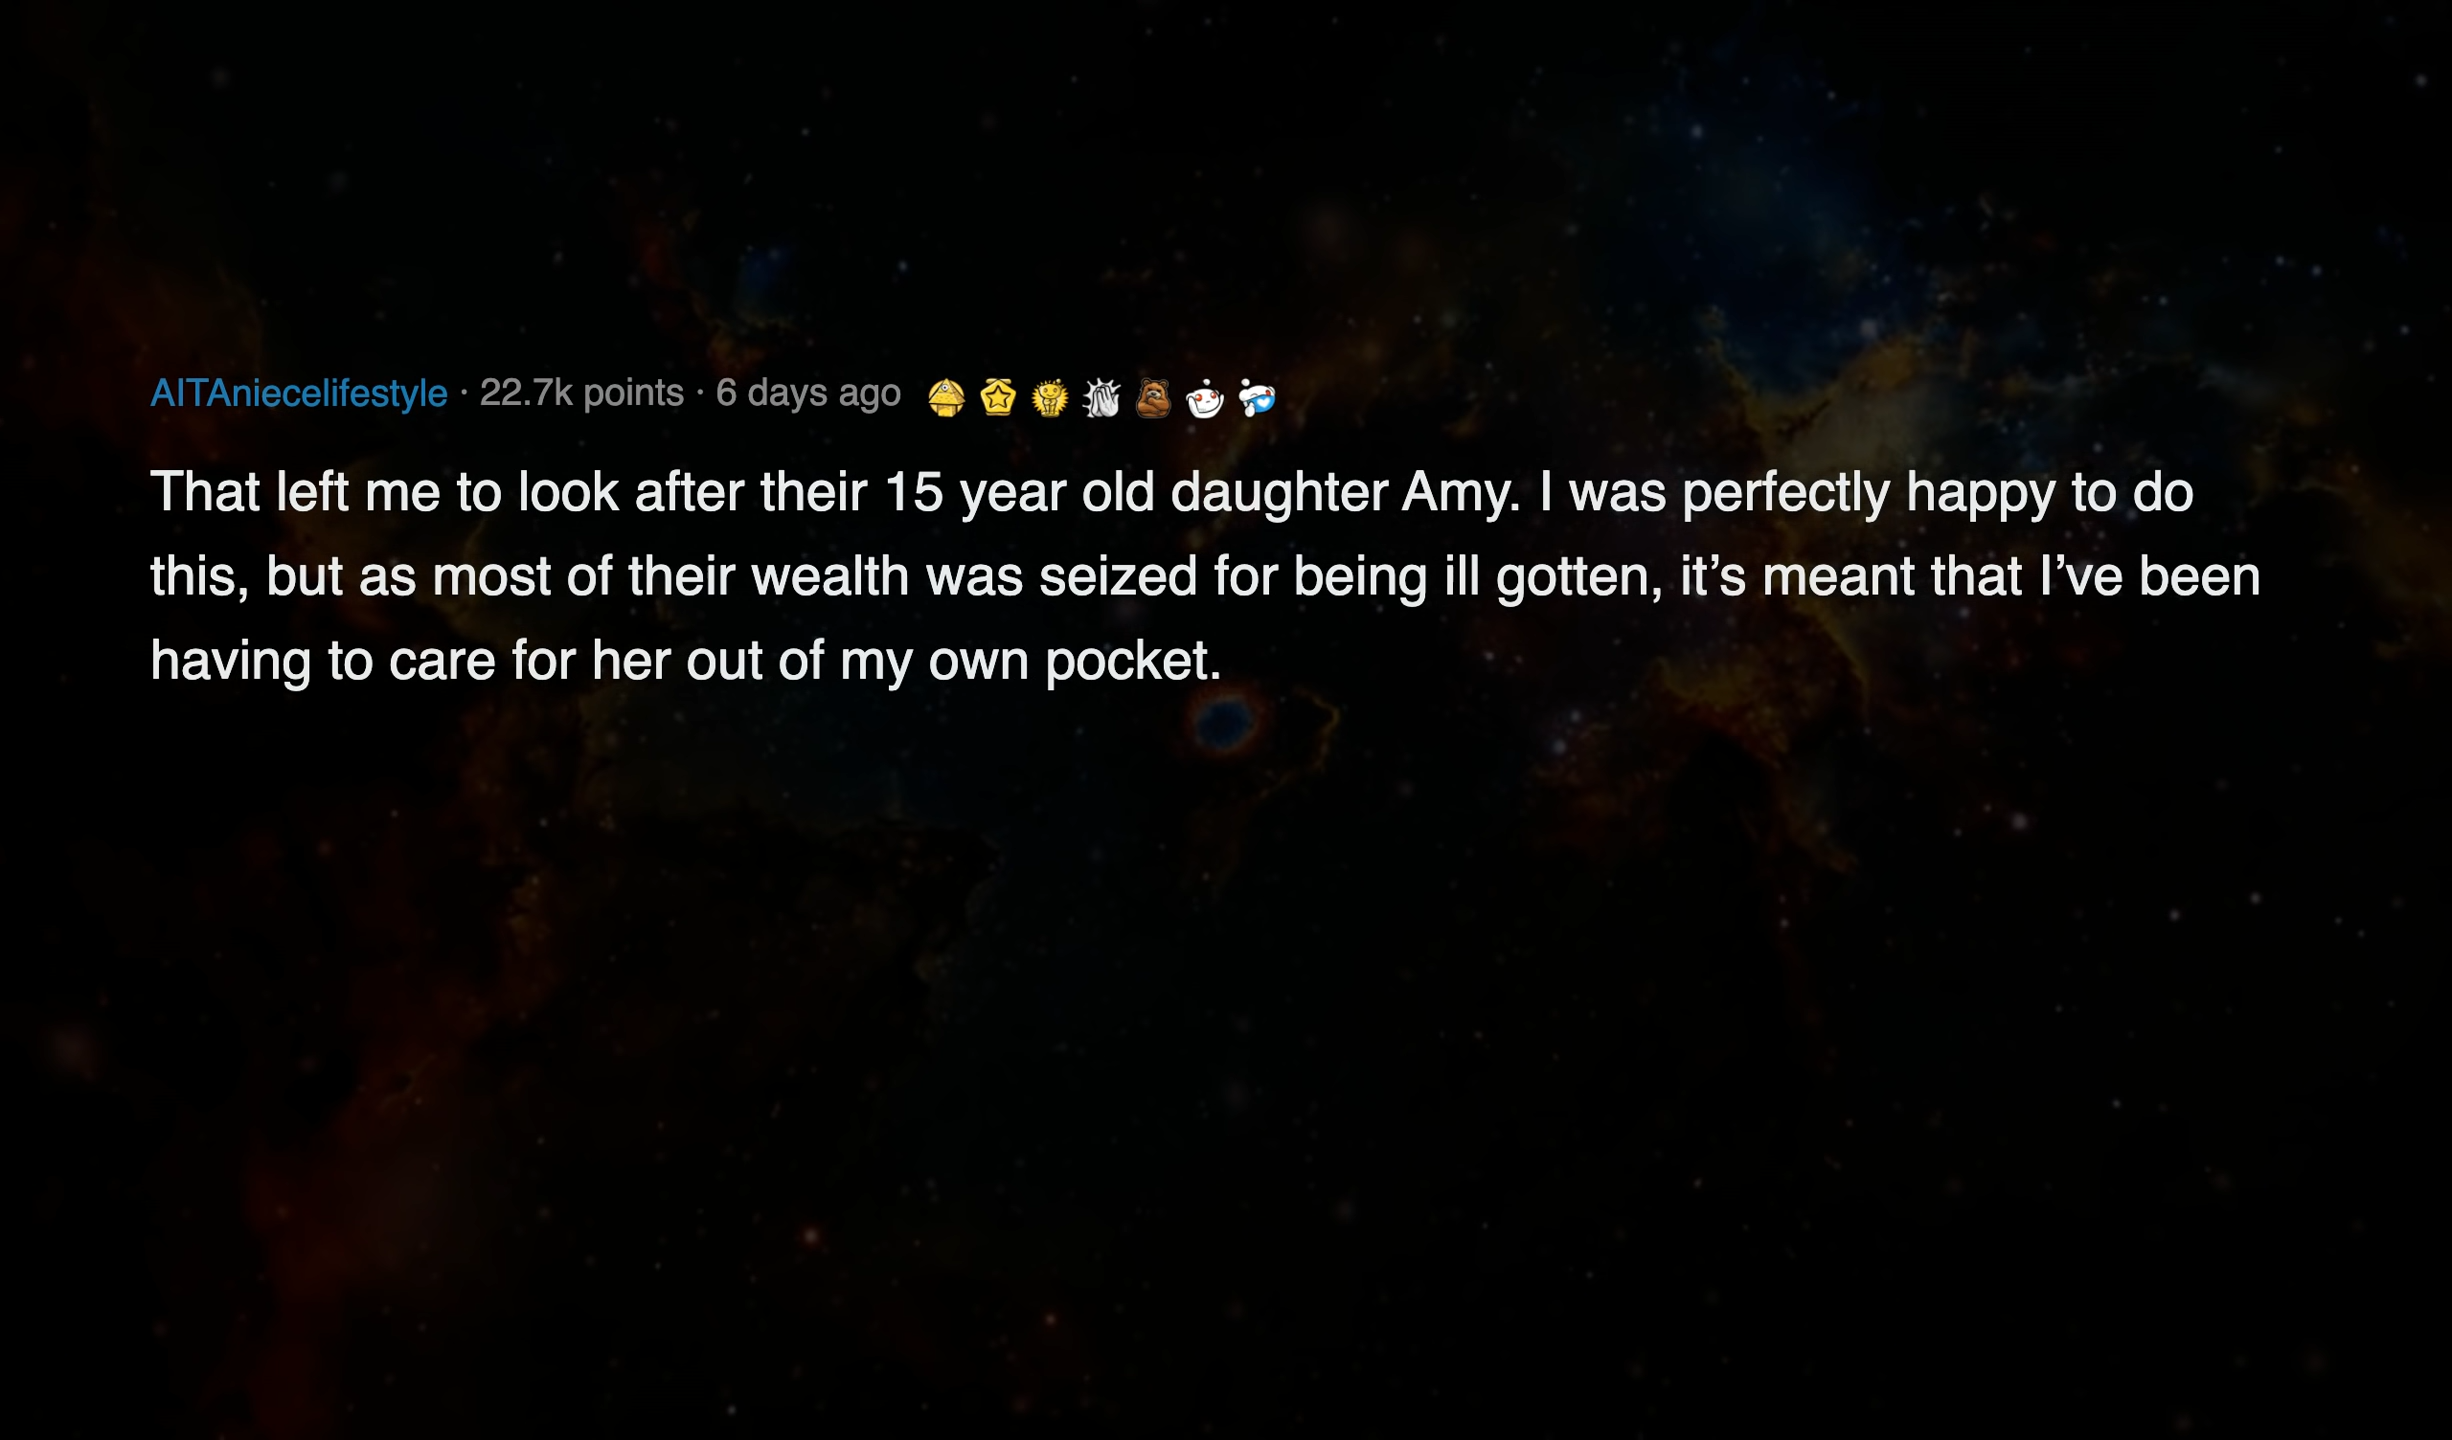 AITAniecelifestyle · 22.7k points · 6 days ago
That left me to look after their 15 year old daughter Amy. I was perfectly happy to do
this, but as most of their wealth was seized for being ill gotten, it’s meant that I’ve been
having to care for her out of my own pocket.